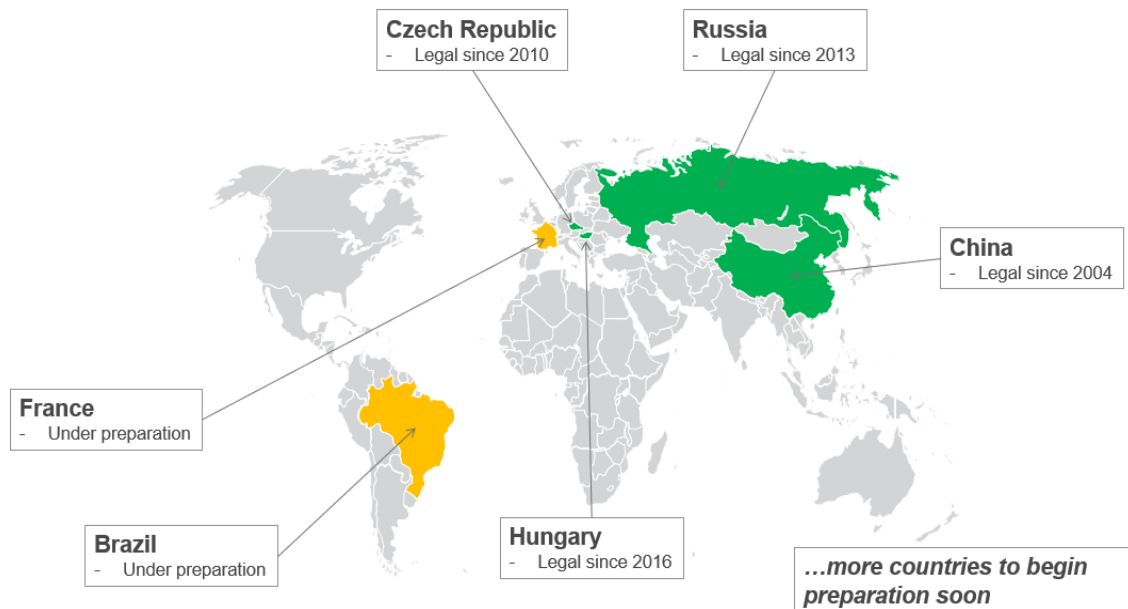 Czech Republic
- Legal since 2010
Russia
- Legal since 2013
China
- Legal since 2004
France
- Under preparation
Brazil
- Under preparation
Hungary
- Legal since 2016
...more countries to begin
preparation soon